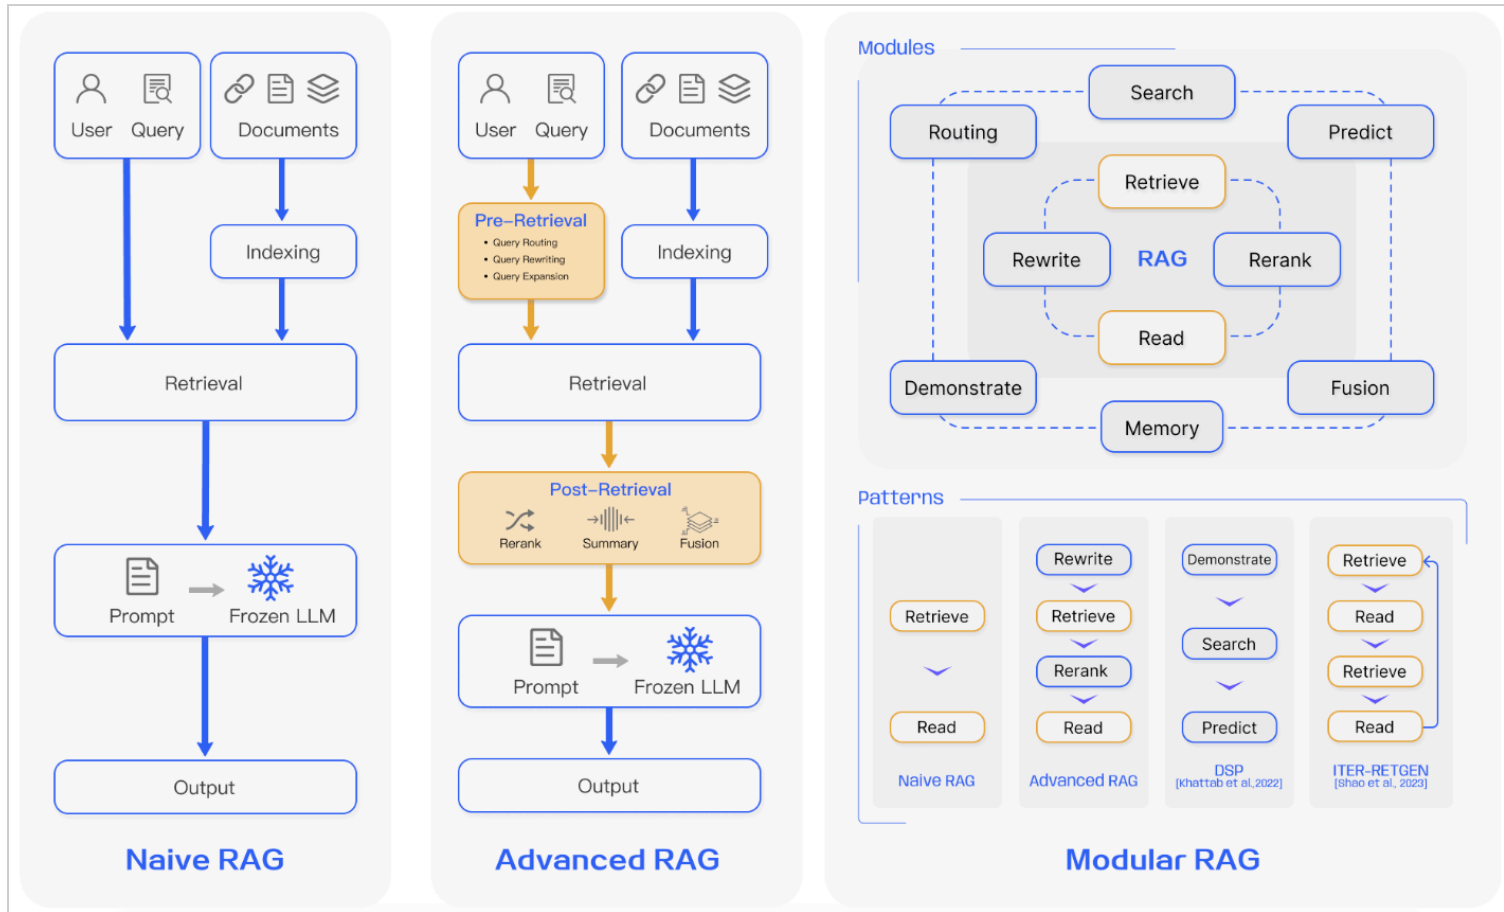 User Query
Documents
Indexing
Retrieval
Prompt
Frozen LLM
Output
Naive RAG
User Query
Documents
Pre-Retrieval
• Query Routing
• Query Rewriting
• Query Expansion
Indexing
Retrieval
Post-Retrieval
Rerank
Summary
Fusion
Prompt
Frozen LLM
Output
Advanced RAG
Modules
Search
Routing
Predict
Retrieve
Rewrite
RAG
Rerank
Read
Demonstrate
Fusion
Memory
Patterns
Retrieve
Read
Naive RAG
Rewrite
Retrieve
Rerank
Read
Advanced RAG
Demonstrate
Search
Predict
DSP
[Khattab et al.,2022]
Retrieve
Read
Retrieve
Read
ITER-RETGEN
[Shao et al., 2023]
Modular RAG